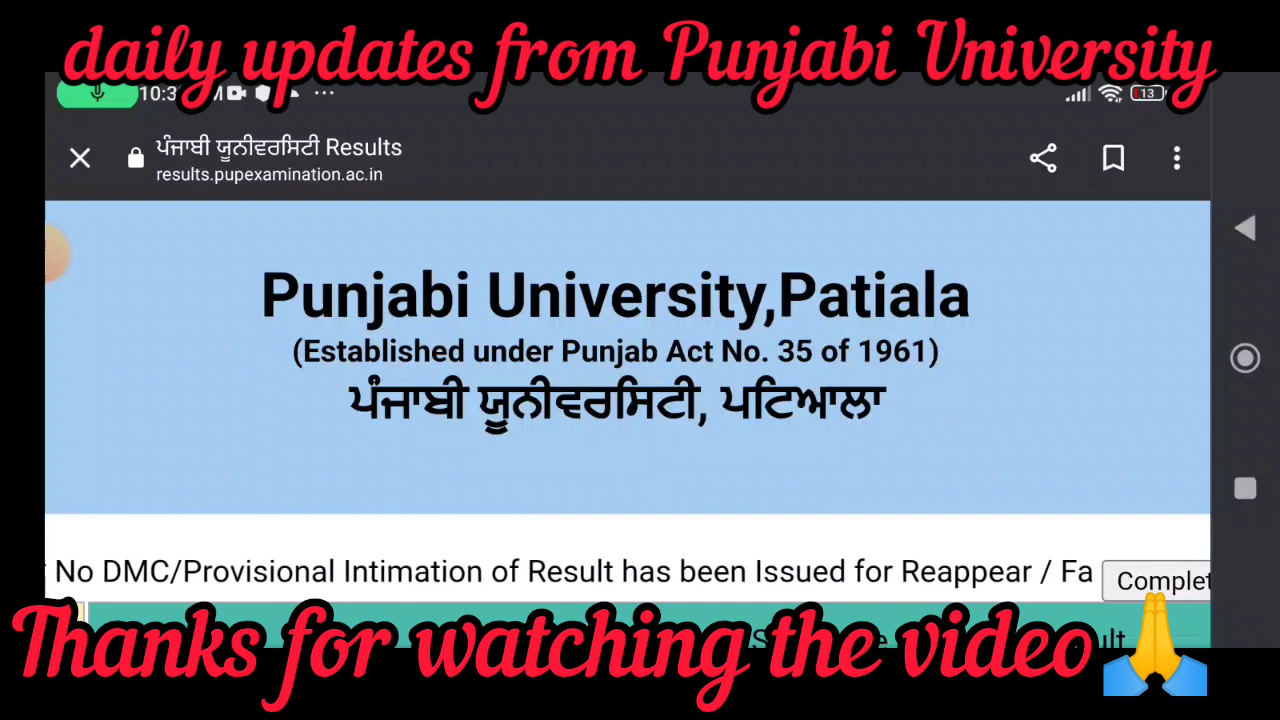 daily updates from Punjabi University
13
ਪੰਜਾਬੀ ਯੂਨੀਵਰਸਿਟੀ Results
results.pupexamination.ac.in
Punjabi University,Patiala
(Established under Punjab Act No. 35 of 1961)
ਪੰਜਾਬੀ ਯੂਨੀਵਰਸਿਟੀ, ਪਟਿਆਲਾ
No DMC/Provisional Intimation of Result has been Issued for Reappear / Fa
Complet
Thanks for watching the video🙏